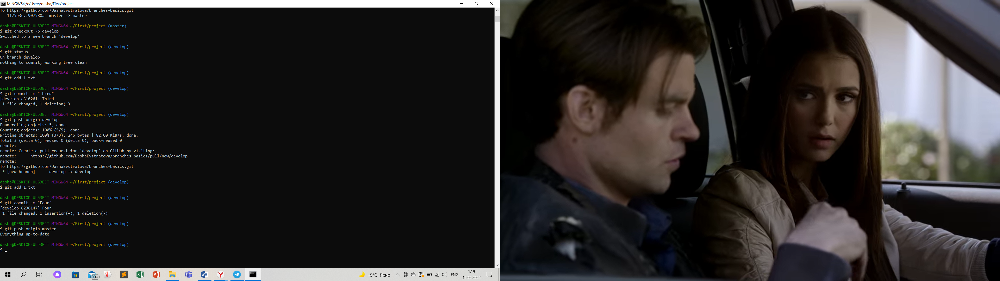 MINGW64:/c/Users/dasha/First/project
To https://github.com/DashaEvstratova/branches-basics.git
1175b3c..907588a  master -> master
dasha@DESKTOP-UL53BJT MINGW64 ~/First/project (master)
$ git checkout -b develop
Switched to a new branch 'develop'
dasha@DESKTOP-UL53BJT MINGW64 ~/First/project (develop)
$ git status
On branch develop
nothing to commit, working tree clean
dasha@DESKTOP-UL53BJT MINGW64 ~/First/project (develop)
$ git add 1.txt
dasha@DESKTOP-UL53BJT MINGW64 ~/First/project (develop)
$ git commit -m "Third"
[develop c310261] Third
1 file changed, 1 deletion(-)
dasha@DESKTOP-UL53BJT MINGW64 ~/First/project (develop)
$ git push origin develop
Enumerating objects: 5, done.
Counting objects: 100% (5/5), done.
Writing objects: 100% (3/3), 246 bytes | 82.00 KiB/s, done.
Total 3 (delta 0), reused 0 (delta 0), pack-reused 0
remote:
remote: Create a pull request for 'develop' on GitHub by visiting:
remote:      https://github.com/DashaEvstratova/branches-basics/pull/new/develop
remote:
To https://github.com/DashaEvstratova/branches-basics.git
* [new branch]      develop -> develop
dasha@DESKTOP-UL53BJT MINGW64 ~/First/project (develop)
$ git add 1.txt
dasha@DESKTOP-UL53BJT MINGW64 ~/First/project (develop)
$ git commit -m "Four"
[develop 6236147] Four
1 file changed, 1 insertion(+), 1 deletion(-)
dasha@DESKTOP-UL53BJT MINGW64 ~/First/project (develop)
$ git push origin master
Everything up-to-date
dasha@DESKTOP-UL53BJT MINGW64 ~/First/project (develop)
$
99+
-9°C Ясно
ENG
1:19
15.02.2022